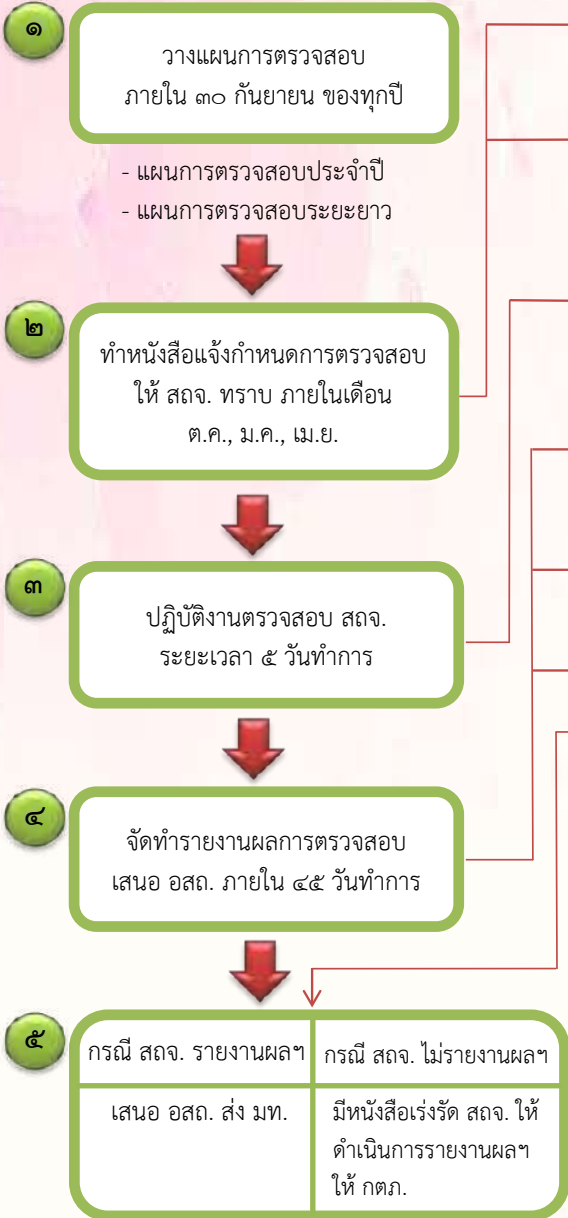 ๑
วางแผนการตรวจสอบ
ภายใน ๓๐ กันยายน ของทุกปี
- แผนการตรวจสอบประจำปี
- แผนการตรวจสอบระยะยาว
๒
ทำหนังสือแจ้งกำหนดการตรวจสอบ
ให้ สถจ. ทราบ ภายในเดือน
ต.ค., ม.ค., เม.ย.
๓
ปฏิบัติงานตรวจสอบ สถจ.
ระยะเวลา ๕ วันทำการ
๔
จัดทำรายงานผลการตรวจสอบ
เสนอ อสถ. ภายใน ๔๕ วันทำการ
๕
กรณี สถจ. รายงานผลฯ
กรณี สถจ. ไม่รายงานผลฯ
เสนอ อสถ. ส่ง มท.
มีหนังสือเร่งรัด สถจ. ให้
ดำเนินการรายงานผลฯ
ให้ กตภ.